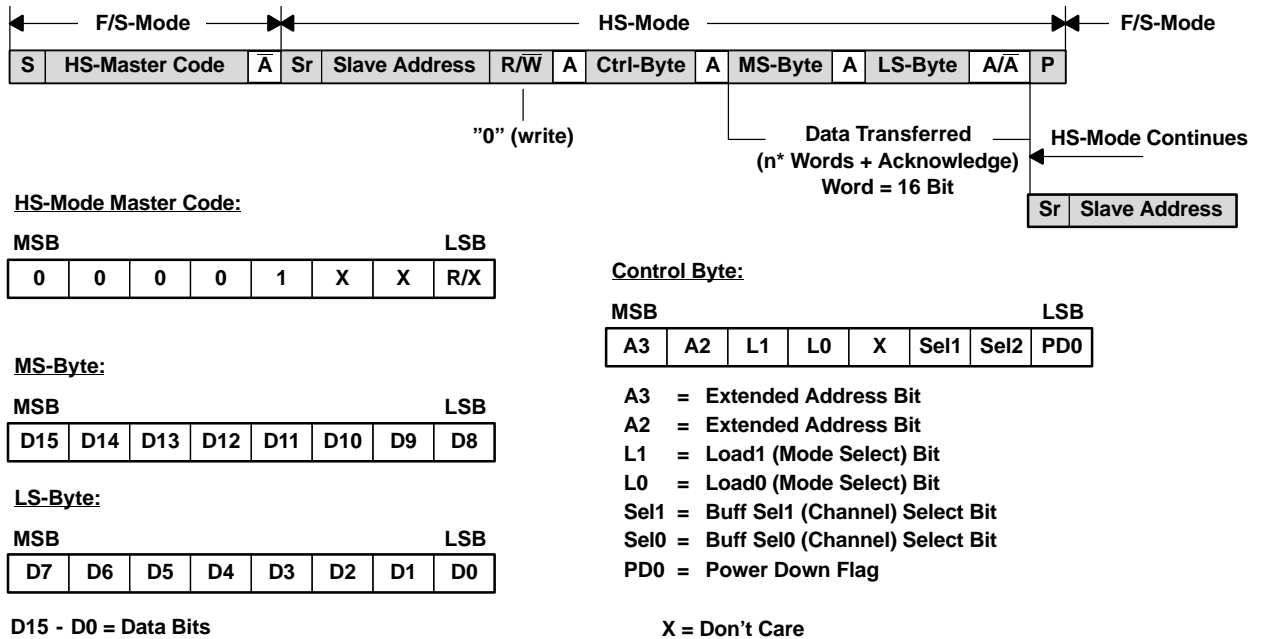 F/S-Mode HS-Mode F/S-Mode
S HS-Master Code A̅ Sr Slave Address R/W̅ A Ctrl-Byte A MS-Byte A LS-Byte A/A̅ P
”0” (write)
Data Transferred
(n* Words + Acknowledge)
Word = 16 Bit
HS-Mode Continues
Sr Slave Address
HS-Mode Master Code:
MSB LSB
0 0 0 0 1 X X R/X
MS-Byte:
MSB LSB
D15 D14 D13 D12 D11 D10 D9 D8
LS-Byte:
MSB LSB
D7 D6 D5 D4 D3 D2 D1 D0
D15 - D0 = Data Bits
Control Byte:
MSB LSB
A3 A2 L1 L0 X Sel1 Sel2 PD0
A3 = Extended Address Bit
A2 = Extended Address Bit
L1 = Load1 (Mode Select) Bit
L0 = Load0 (Mode Select) Bit
Sel1 = Buff Sel1 (Channel) Select Bit
Sel0 = Buff Sel0 (Channel) Select Bit
PD0 = Power Down Flag
X = Don’t Care